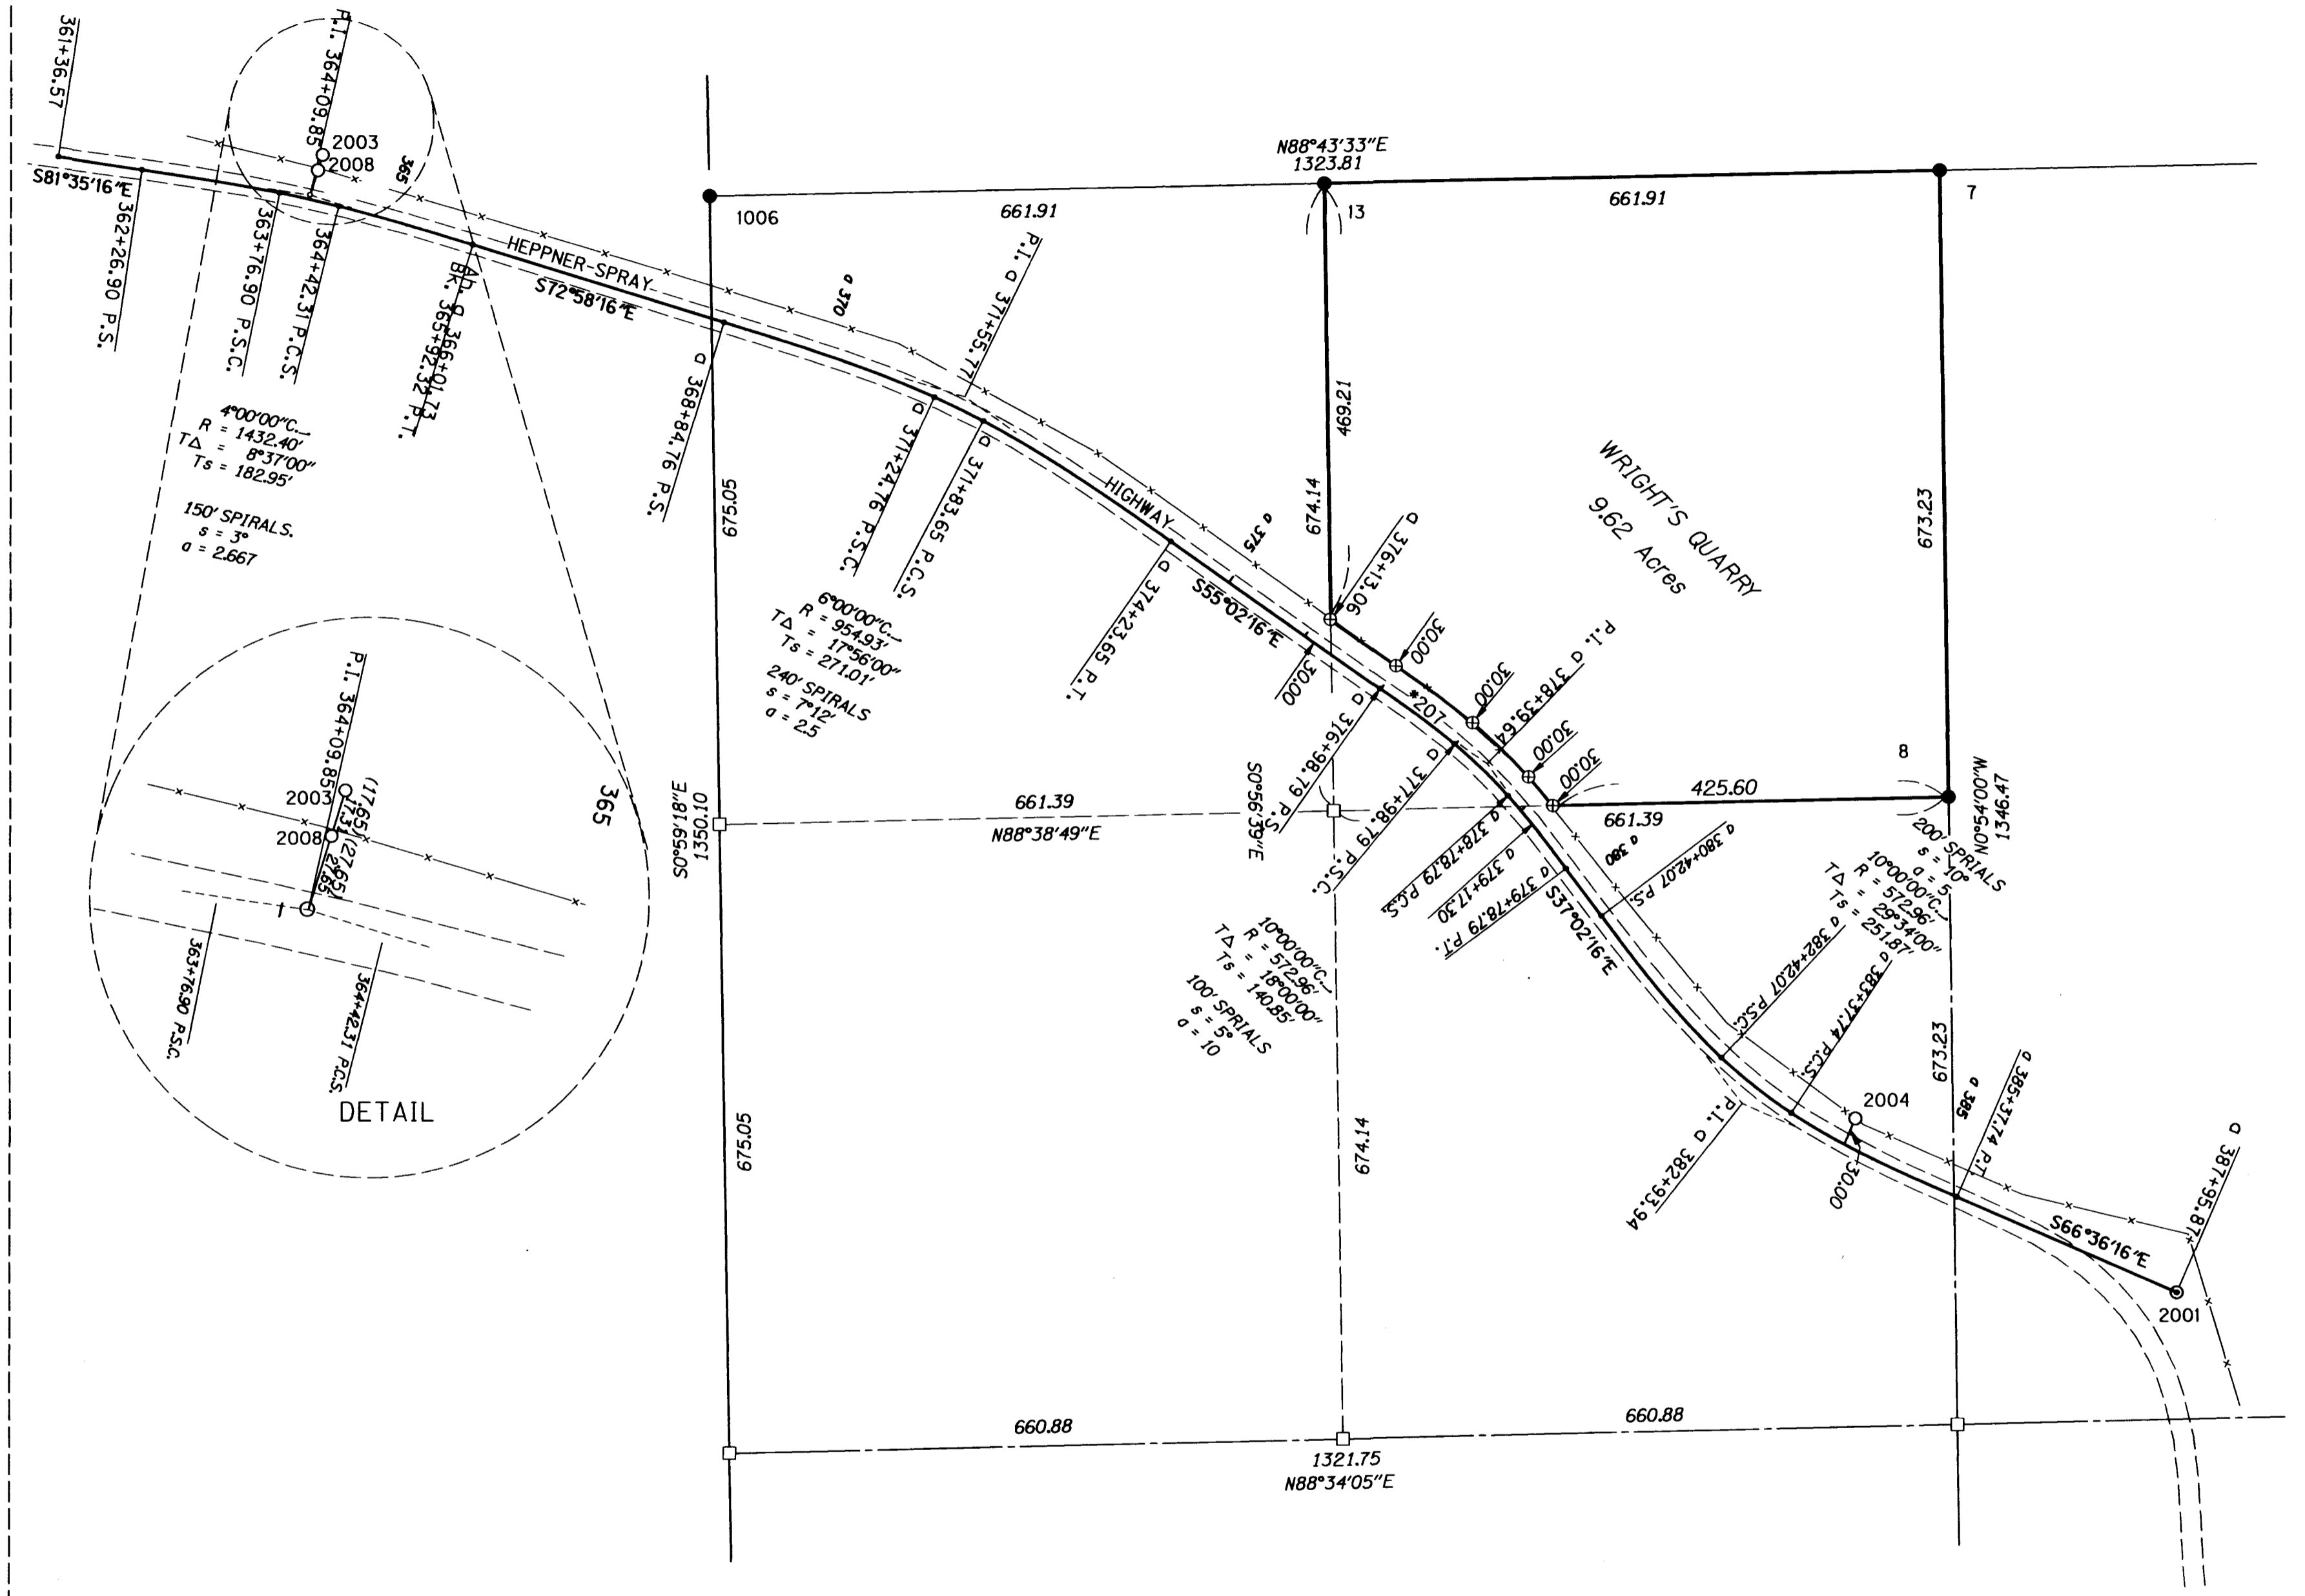 361+36.57
P.I. 364+09.85
2003
2008
365
S81°35'16"E
362+26.90 P.S.
363+76.90 P.S.C.
364+42.31 P.C.S.
Ah. a 366+01.73
BK. 365+92.32 P.T.
HEPPNER-SPRAY
S72°58'16"E
4°00'00"C.
R = 1432.40'
T∆ = 8°37'00"
Ts = 182.95'
150' SPIRALS.
s = 3°
a = 2.667
1006
N88°43'33"E
1323.81
661.91
13
661.91
7
a 370
P.I. a 371+55.77
a 368+84.76 P.S.
a 371+24.76 P.S.C.
a 371+83.65 P.C.S.
675.05
HIGHWAY
469.21
674.14
a 375
a 374+23.65 P.T.
S55°02'16"E
a 376+13.06
30.00
30.00
30.00
30.00
30.00
P.I. a 378+39.64
#207
WRIGHT'S QUARRY
9.62 Acres
673.23
6°00'00"C.
R = 954.93'
T∆ = 17°56'00"
Ts = 271.01'
240' SPIRALS
s = 7°12'
a = 2.5
S0°59'18"E
1350.10
661.39
N88°38'49"E
S0°56'39"E
a 376+98.79 P.S.
a 377+98.79 P.S.C.
a 378+78.79 P.C.S.
a 379+17.30
a 379+78.79 P.T.
425.60
661.39
8
N0°54'00"W
1346.47
a 380
a 380+42.07 P.S.
S37°02'16"E
200' SPRIALS
s = 10°
a = 5
10°00'00"C.
R = 572.96'
T∆ = 29°34'00"
Ts = 251.87'
10°00'00"C.
R = 572.96'
T∆ = 18°00'00"
Ts = 140.85'
100' SPRIALS
s = 5°
a = 10
a 382+42.07 P.S.C.
a 383+37.74 P.C.S.
P.I. a 382+93.94
2004
30.00
673.23
a 385
a 385+37.74 P.T.
a 387+95.87
S66°36'16"E
2001
675.05
674.14
660.88
660.88
1321.75
N88°34'05"E
P.I. 364+09.85
2003
(17.65)
17.31
2008
(27.65)
27.65
1
365
363+76.90 P.S.C.
364+42.31 P.C.S.
DETAIL